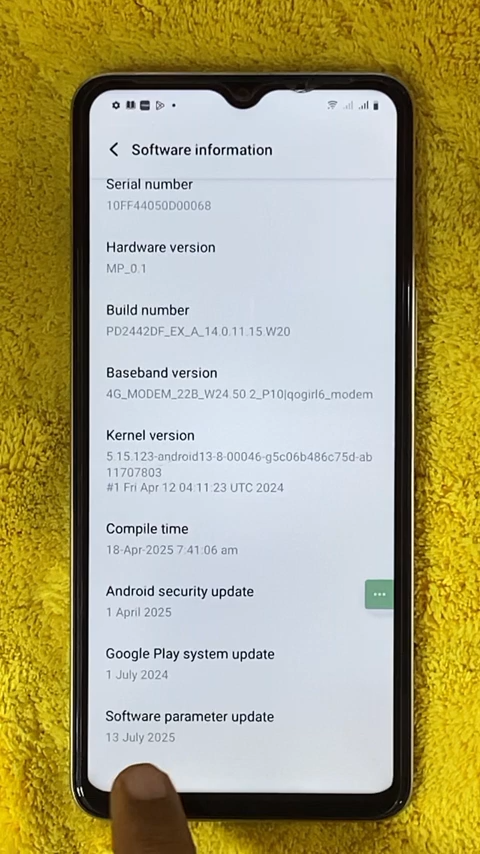 Software information
Serial number
10FF44050D00068
Hardware version
MP_0.1
Build number
PD2442DF_EX_A_14.0.11.15.W20
Baseband version
4G_MODEM_22B_W24.50.2_P10|qogirl6_modem
Kernel version
5.15.123-android13-8-00046-g5c06b486c75d-ab
11707803
#1 Fri Apr 12 04:11:23 UTC 2024
Compile time
18-Apr-2025 7:41:06 am
Android security update
1 April 2025
Google Play system update
1 July 2024
Software parameter update
13 July 2025